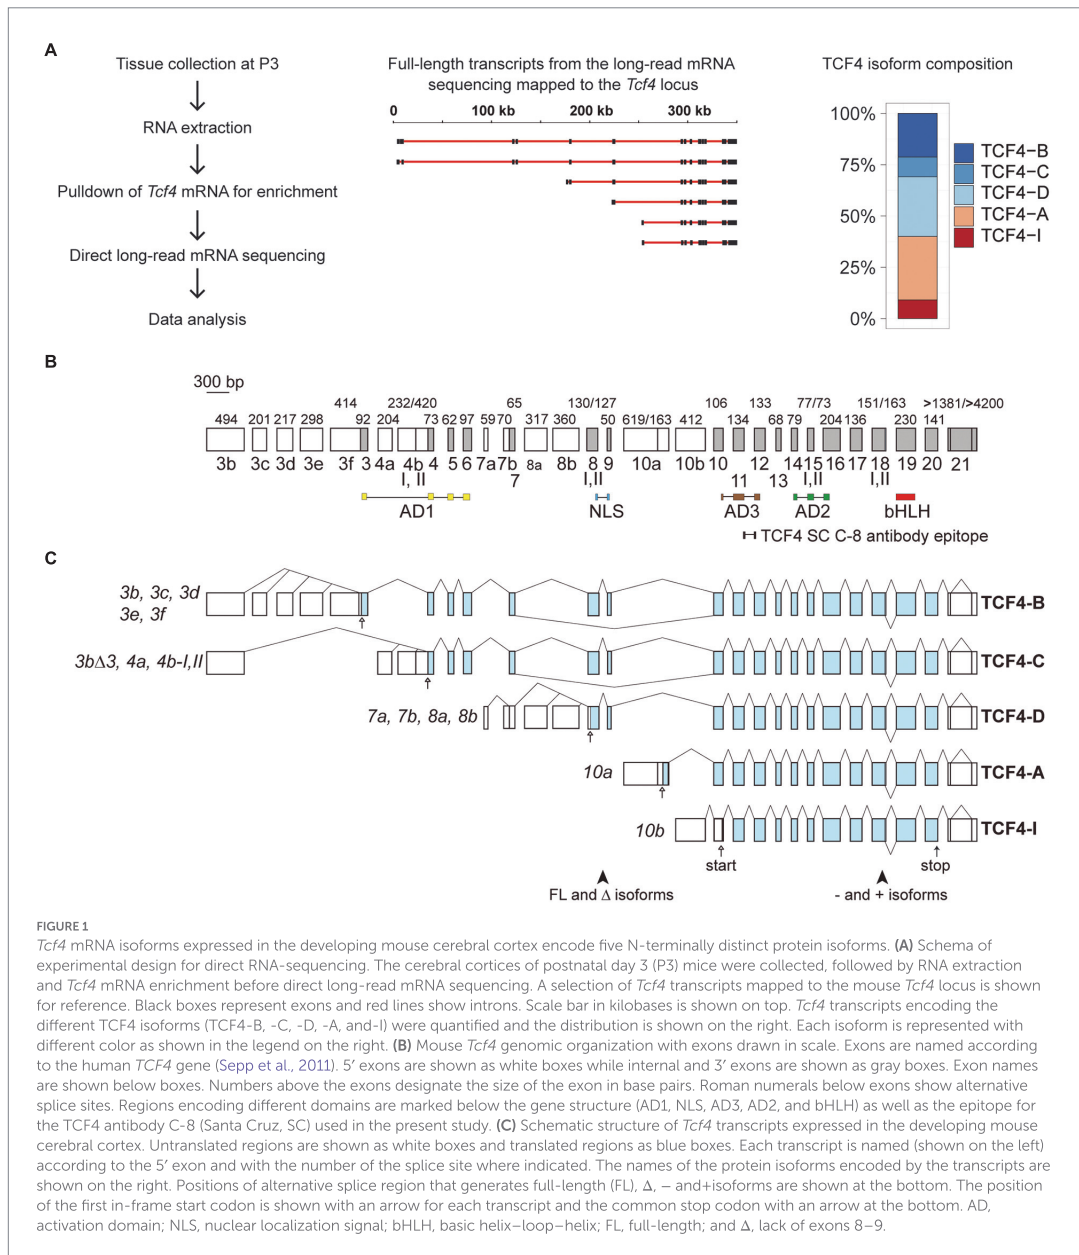 A
Tissue collection at P3
RNA extraction
Pulldown of Tcf4 mRNA for enrichment
Direct long-read mRNA sequencing
Data analysis
Full-length transcripts from the long-read mRNA
sequencing mapped to the Tcf4 locus
0 100 kb 200 kb 300 kb
TCF4 isoform composition
100%
75%
50%
25%
0%
TCF4–B
TCF4–C
TCF4–D
TCF4–A
TCF4–I
B
300 bp
414 232/420 65 130/127 106 133 77/73 151/163 >1381/>4200
494 201 217 298 92 204 73 62 97 59 70 317 360 50 619/163 412 134 68 79 204 136 230 141
3b 3c 3d 3e 3f 3 4a 4b 4 5 6 7a 7b 8a 8b 8 9 10a 10b 10 12 14 15 16 17 18 19 20 21
I, II 7 I,II 11 13 I,II I,II
AD1 NLS AD3 AD2 bHLH
TCF4 SC C-8 antibody epitope
C
3b, 3c, 3d
3e, 3f
TCF4-B
3bΔ3, 4a, 4b-I,II
TCF4-C
7a, 7b, 8a, 8b
TCF4-D
10a
TCF4-A
10b
TCF4-I
start stop
FL and Δ isoforms - and + isoforms
FIGURE 1
Tcf4 mRNA isoforms expressed in the developing mouse cerebral cortex encode five N-terminally distinct protein isoforms. (A) Schema of
experimental design for direct RNA-sequencing. The cerebral cortices of postnatal day 3 (P3) mice were collected, followed by RNA extraction
and Tcf4 mRNA enrichment before direct long-read mRNA sequencing. A selection of Tcf4 transcripts mapped to the mouse Tcf4 locus is shown
for reference. Black boxes represent exons and red lines show introns. Scale bar in kilobases is shown on top. Tcf4 transcripts encoding the
different TCF4 isoforms (TCF4-B, -C, -D, -A, and-I) were quantified and the distribution is shown on the right. Each isoform is represented with
different color as shown in the legend on the right. (B) Mouse Tcf4 genomic organization with exons drawn in scale. Exons are named according
to the human TCF4 gene (Sepp et al., 2011). 5′ exons are shown as white boxes while internal and 3′ exons are shown as gray boxes. Exon names
are shown below boxes. Numbers above the exons designate the size of the exon in base pairs. Roman numerals below exons show alternative
splice sites. Regions encoding different domains are marked below the gene structure (AD1, NLS, AD3, AD2, and bHLH) as well as the epitope for
the TCF4 antibody C-8 (Santa Cruz, SC) used in the present study. (C) Schematic structure of Tcf4 transcripts expressed in the developing mouse
cerebral cortex. Untranslated regions are shown as white boxes and translated regions as blue boxes. Each transcript is named (shown on the left)
according to the 5′ exon and with the number of the splice site where indicated. The names of the protein isoforms encoded by the transcripts are
shown on the right. Positions of alternative splice region that generates full-length (FL), Δ, – and+isoforms are shown at the bottom. The position
of the first in-frame start codon is shown with an arrow for each transcript and the common stop codon with an arrow at the bottom. AD,
activation domain; NLS, nuclear localization signal; bHLH, basic helix–loop–helix; FL, full-length; and Δ, lack of exons 8–9.